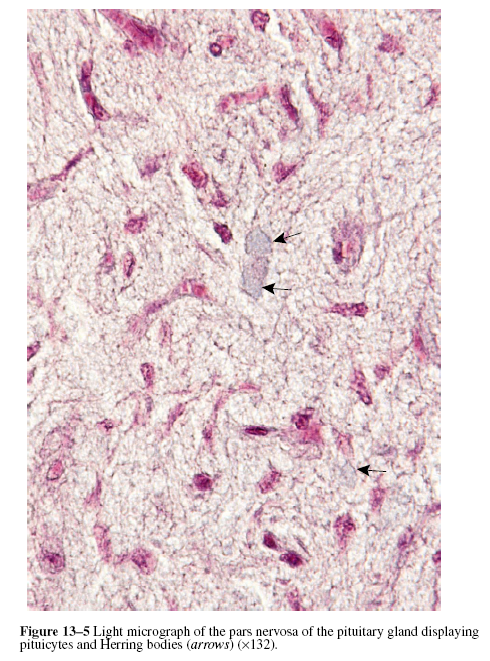 Figure 13–5 Light micrograph of the pars nervosa of the pituitary gland displaying
pituicytes and Herring bodies (arrows) (×132).